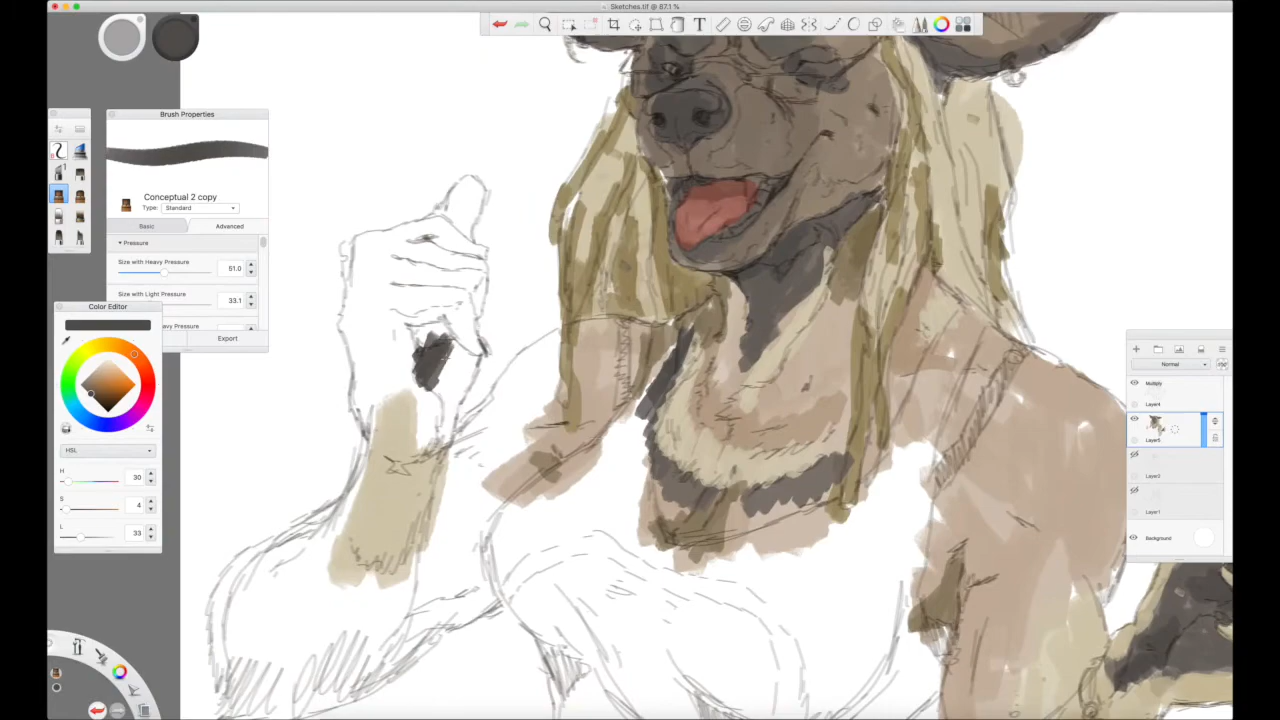 Sketches.tif @ 87.1 %
T
Brush Properties
Conceptual 2 copy
Type: Standard
Basic
Advanced
Pressure
Size with Heavy Pressure
51.0
Size with Light Pressure
33.1
avy Pressure
Export
Color Editor
HSL
H
30
S
4
L
33
Normal
Multiply
Layer4
Layer5
Layer3
Layer1
Background